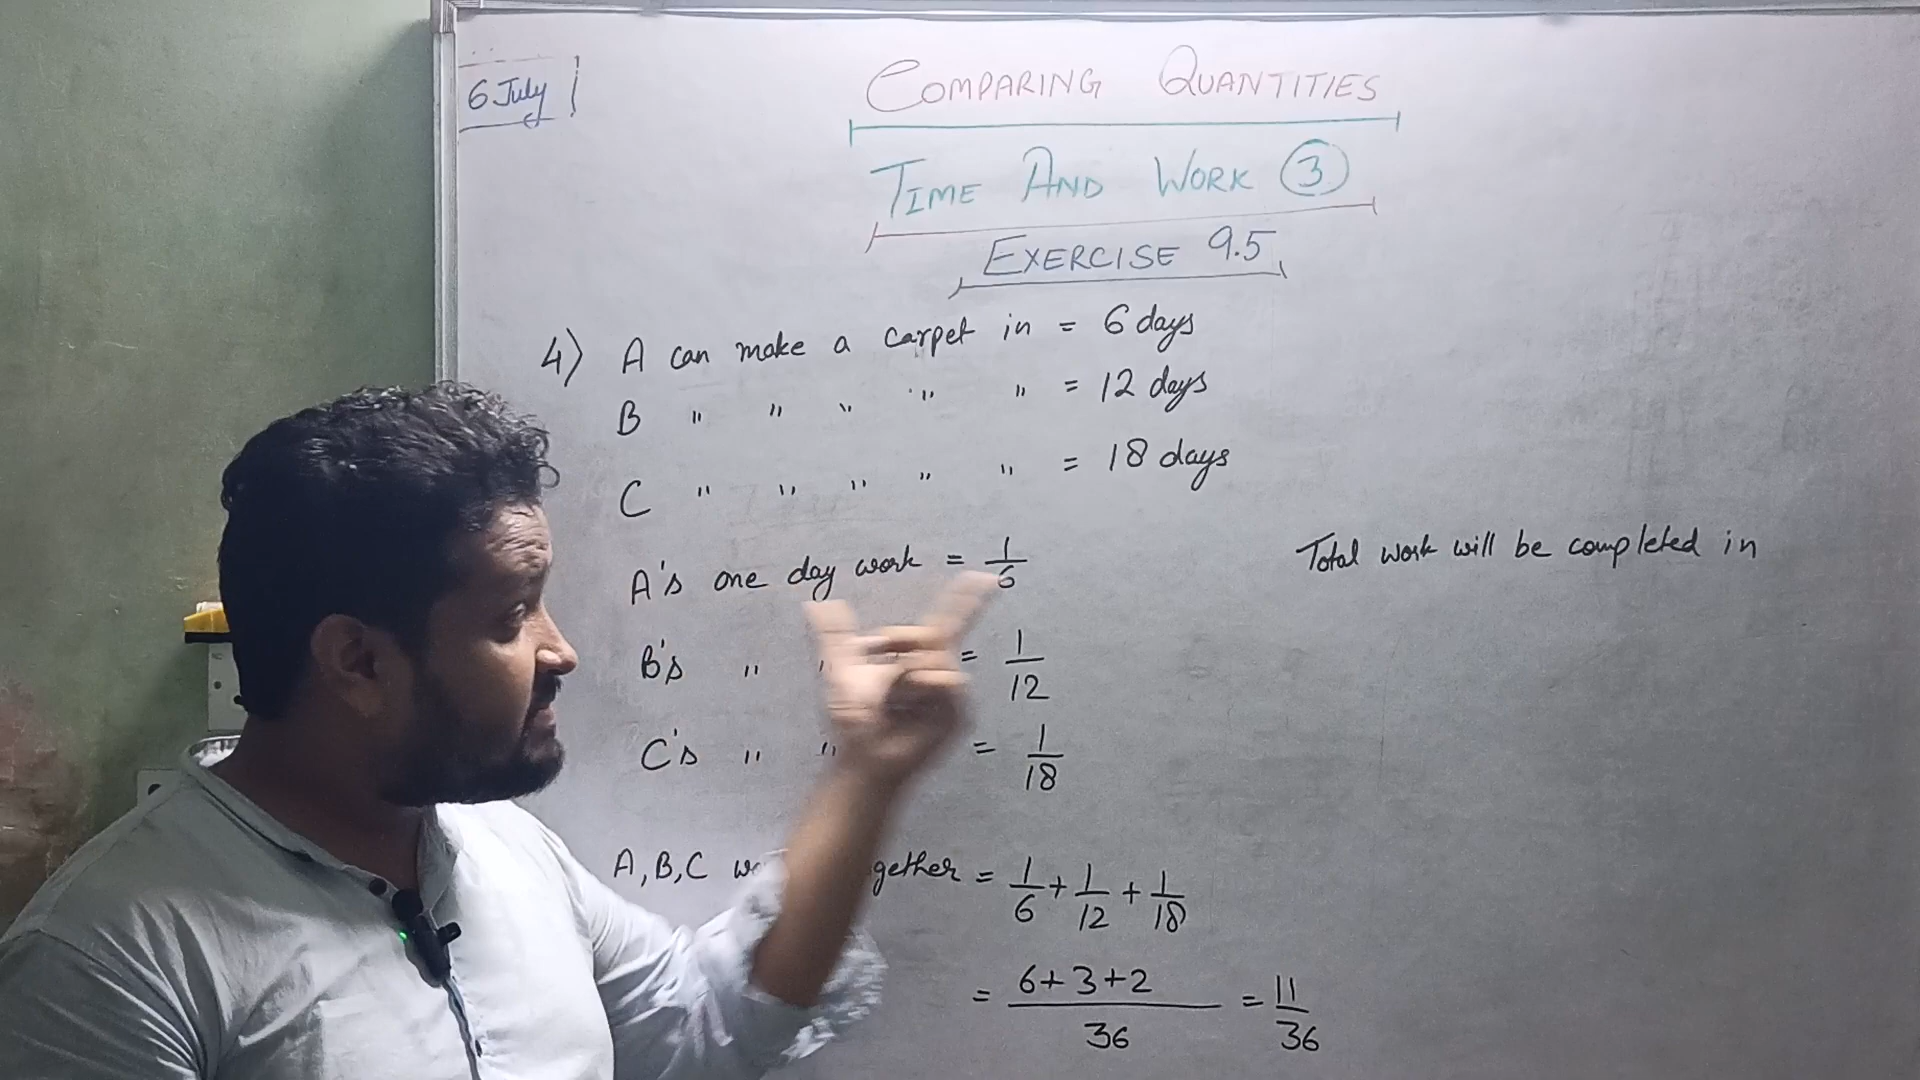 6 July
COMPARING QUANTITIES
TIME AND WORK 3
EXERCISE 9.5
4) A can make a carpet in = 6 days
B " " " " " = 12 days
C " " " " " = 18 days
A's one day work = 1/6
B's " " = 1/12
C's " " = 1/18
A, B, C gether = 1/6 + 1/12 + 1/18
= 6+3+2/36 = 11/36
Total work will be completed in